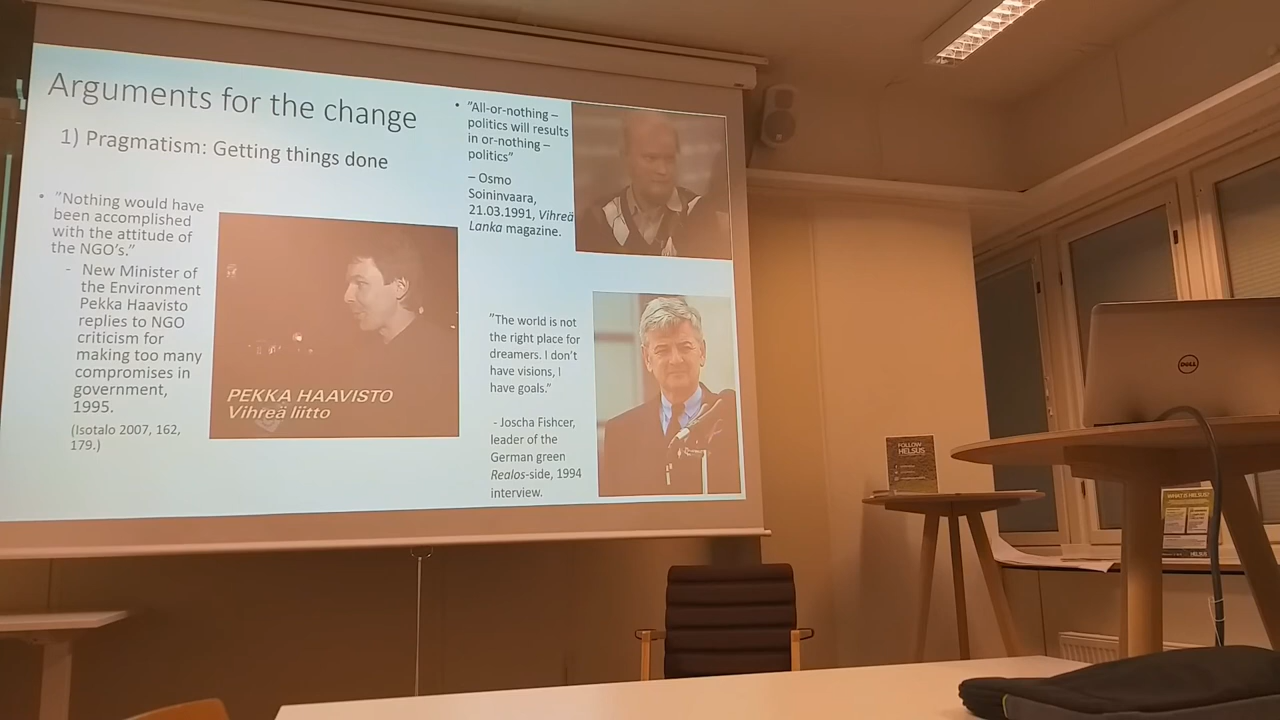 Arguments for the change
1) Pragmatism: Getting things done
• "Nothing would have
been accomplished
with the attitude of
the NGO's."
- New Minister of
the Environment
Pekka Haavisto
replies to NGO
criticism for
making too many
compromises in
government,
1995.
(Isotalo 2007, 162,
179.)
PEKKA HAAVISTO
Vihreä liitto
• "All-or-nothing –
politics will results
in or-nothing –
politics"
– Osmo
Soininvaara,
21.03.1991, Vihreä
Lanka magazine.
"The world is not
the right place for
dreamers. I don't
have visions, I
have goals."
- Joscha Fishcer,
leader of the
German green
Realos-side, 1994
interview.
DELL
FOLLOW
HELSUS
WHAT IS HELSUS?
HELSUS